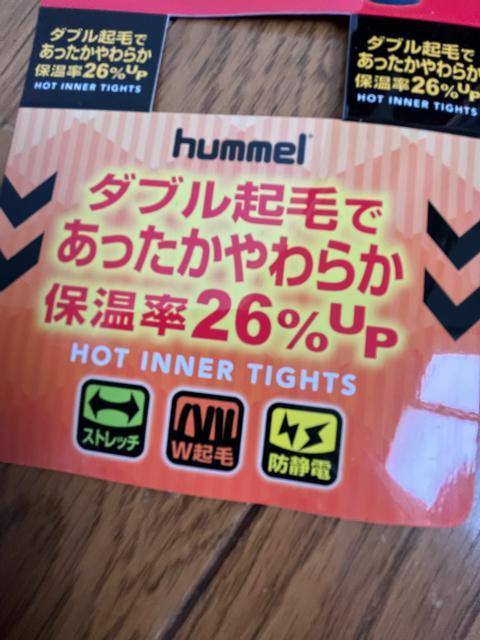 ダブル起毛で
あったかやわらか
保温率26%UP
HOT INNER TIGHTS
ダブル起毛で
あったかやわらか
保温率26%UP
HOT INNER TIGHTS
hummel
ダブル起毛で
あったかやわらか
保温率26%UP
HOT INNER TIGHTS
ストレッチ
W起毛
防静電